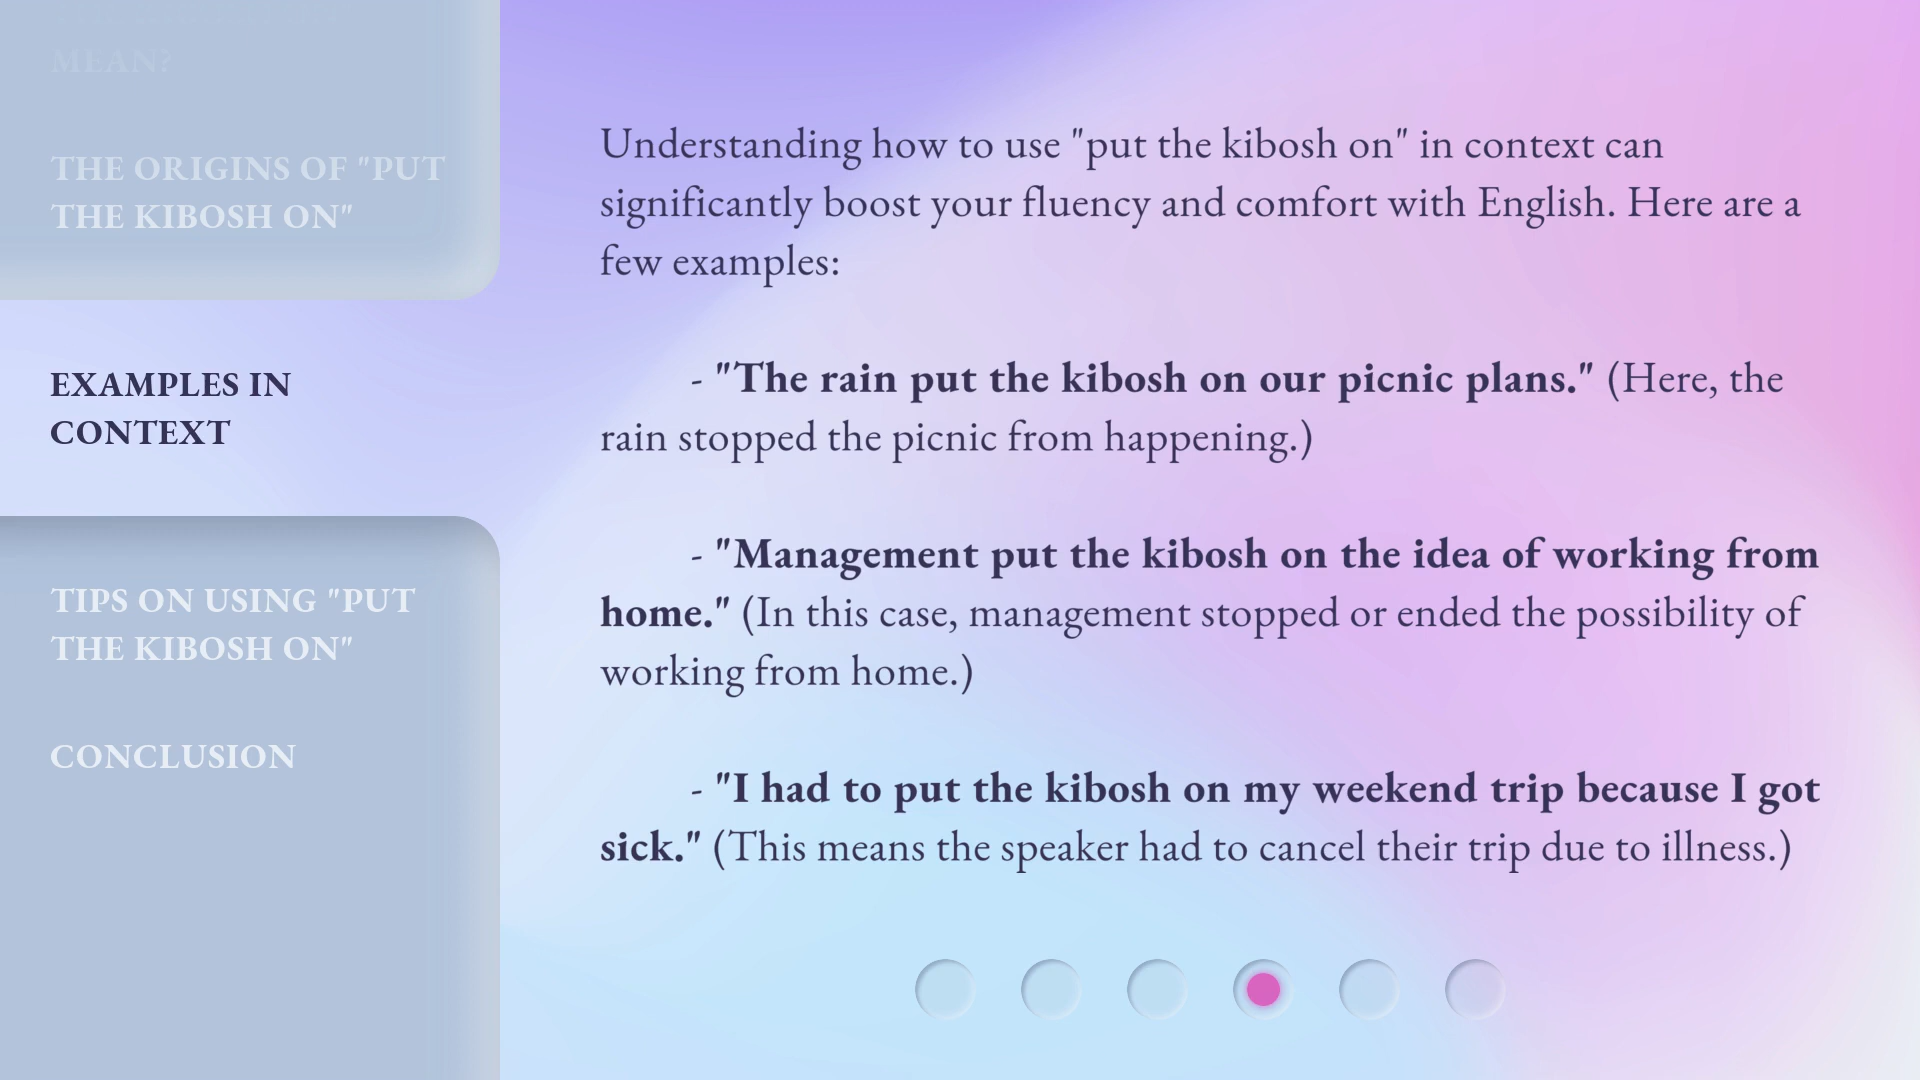 MEAN?
THE ORIGINS OF "PUT
THE KIBOSH ON"
EXAMPLES IN
CONTEXT
TIPS ON USING "PUT
THE KIBOSH ON"
CONCLUSION
Understanding how to use "put the kibosh on" in context can
significantly boost your fluency and comfort with English. Here are a
few examples:
- "The rain put the kibosh on our picnic plans." (Here, the
rain stopped the picnic from happening.)
- "Management put the kibosh on the idea of working from
home." (In this case, management stopped or ended the possibility of
working from home.)
- "I had to put the kibosh on my weekend trip because I got
sick." (This means the speaker had to cancel their trip due to illness.)